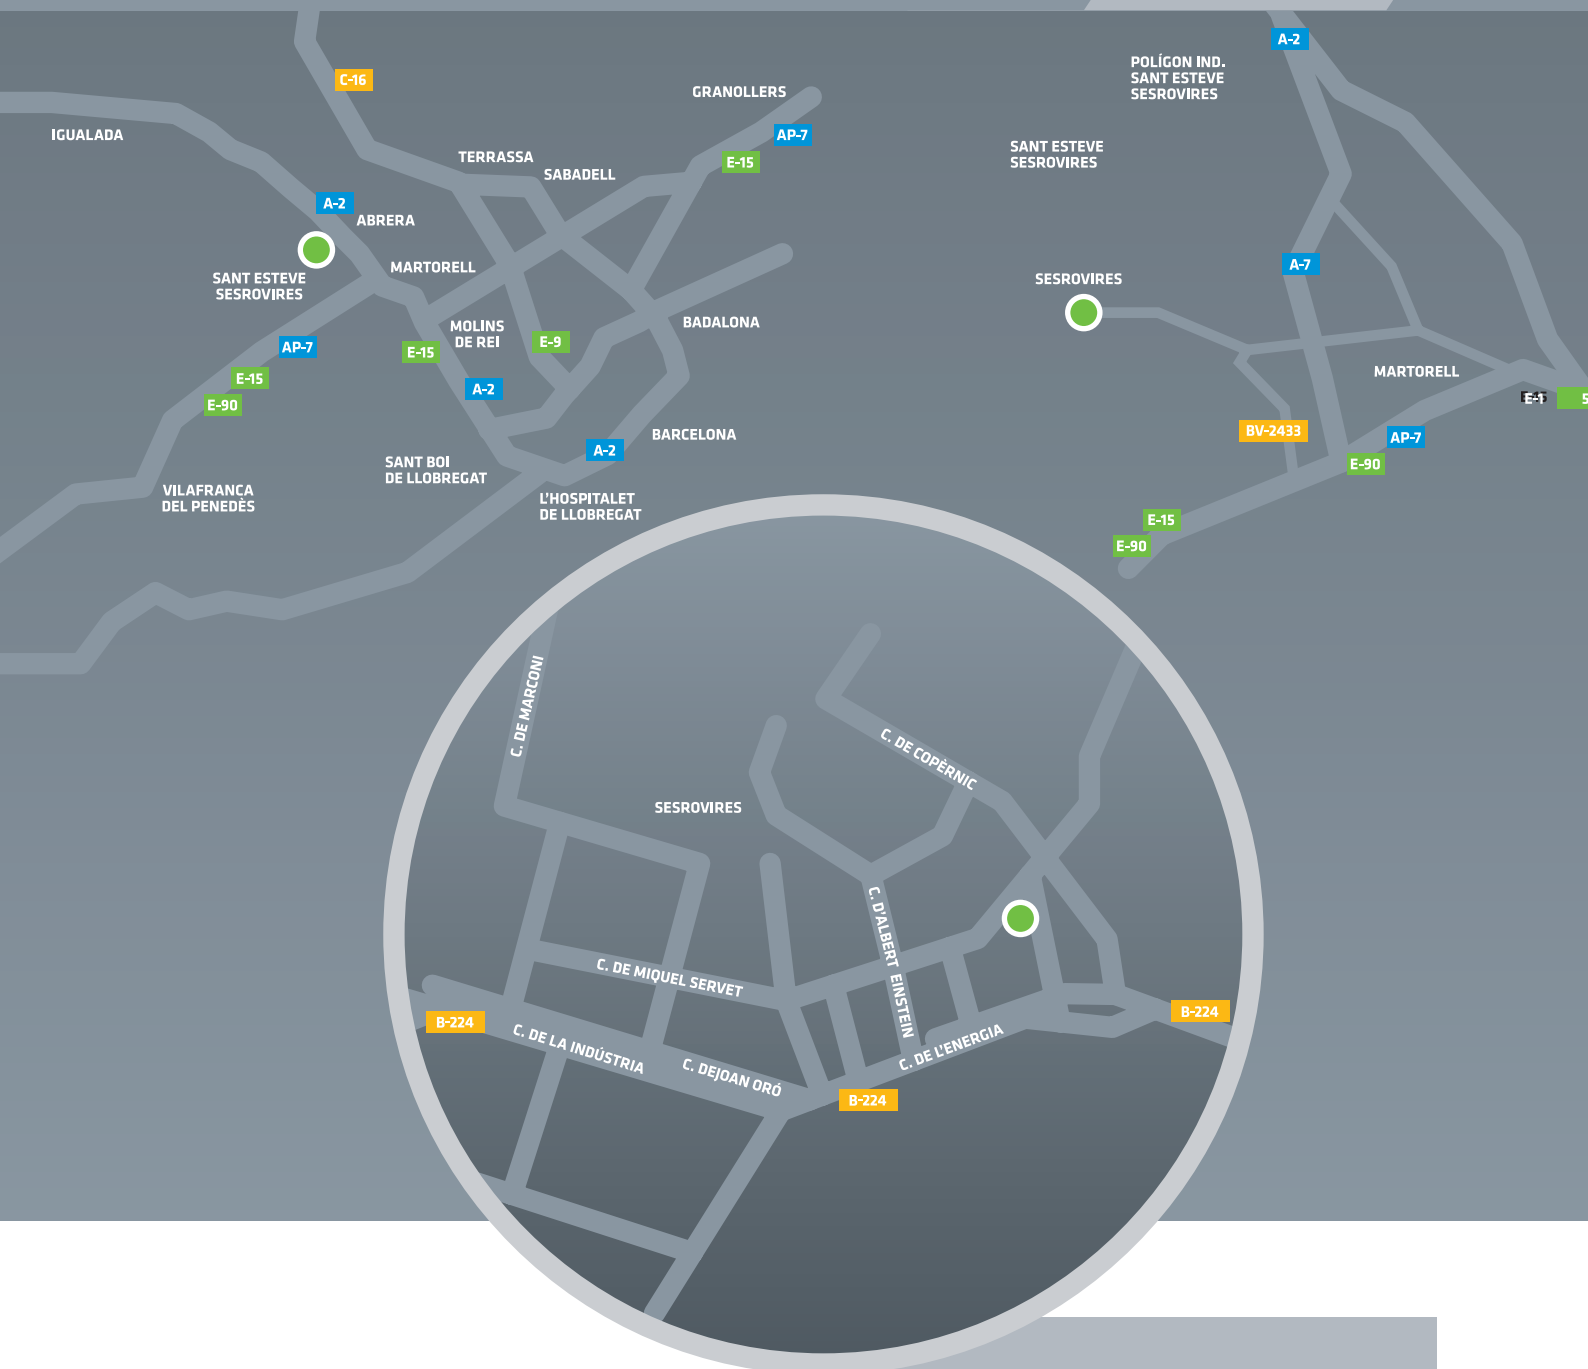 A-2
POLÍGON IND.
SANT ESTEVE
SESROVIRES
C-16
GRANOLLERS
AP-7
IGUALADA
TERRASSA
E-15
SABADELL
SANT ESTEVE
SESROVIRES
A-2
ABRERA
MARTORELL
SANT ESTEVE
SESROVIRES
A-7
SESROVIRES
MOLINS
DE REI
E-9
BADALONA
AP-7
E-15
E-15
E-90
A-2
MARTORELL
E-1
5
BV-2433
AP-7
E-90
BARCELONA
A-2
SANT BOI
DE LLOBREGAT
VILAFRANCA
DEL PENEDÈS
L'HOSPITALET
DE LLOBREGAT
E-15
E-90
C. DE MARCONI
C. DE COPÈRNIC
SESROVIRES
C. D'ALBERT EINSTEIN
C. DE MIQUEL SERVET
B-224
B-224
C. DE LA INDÚSTRIA
C. DEJOAN ORÓ
C. DE L'ENERGIA
B-224